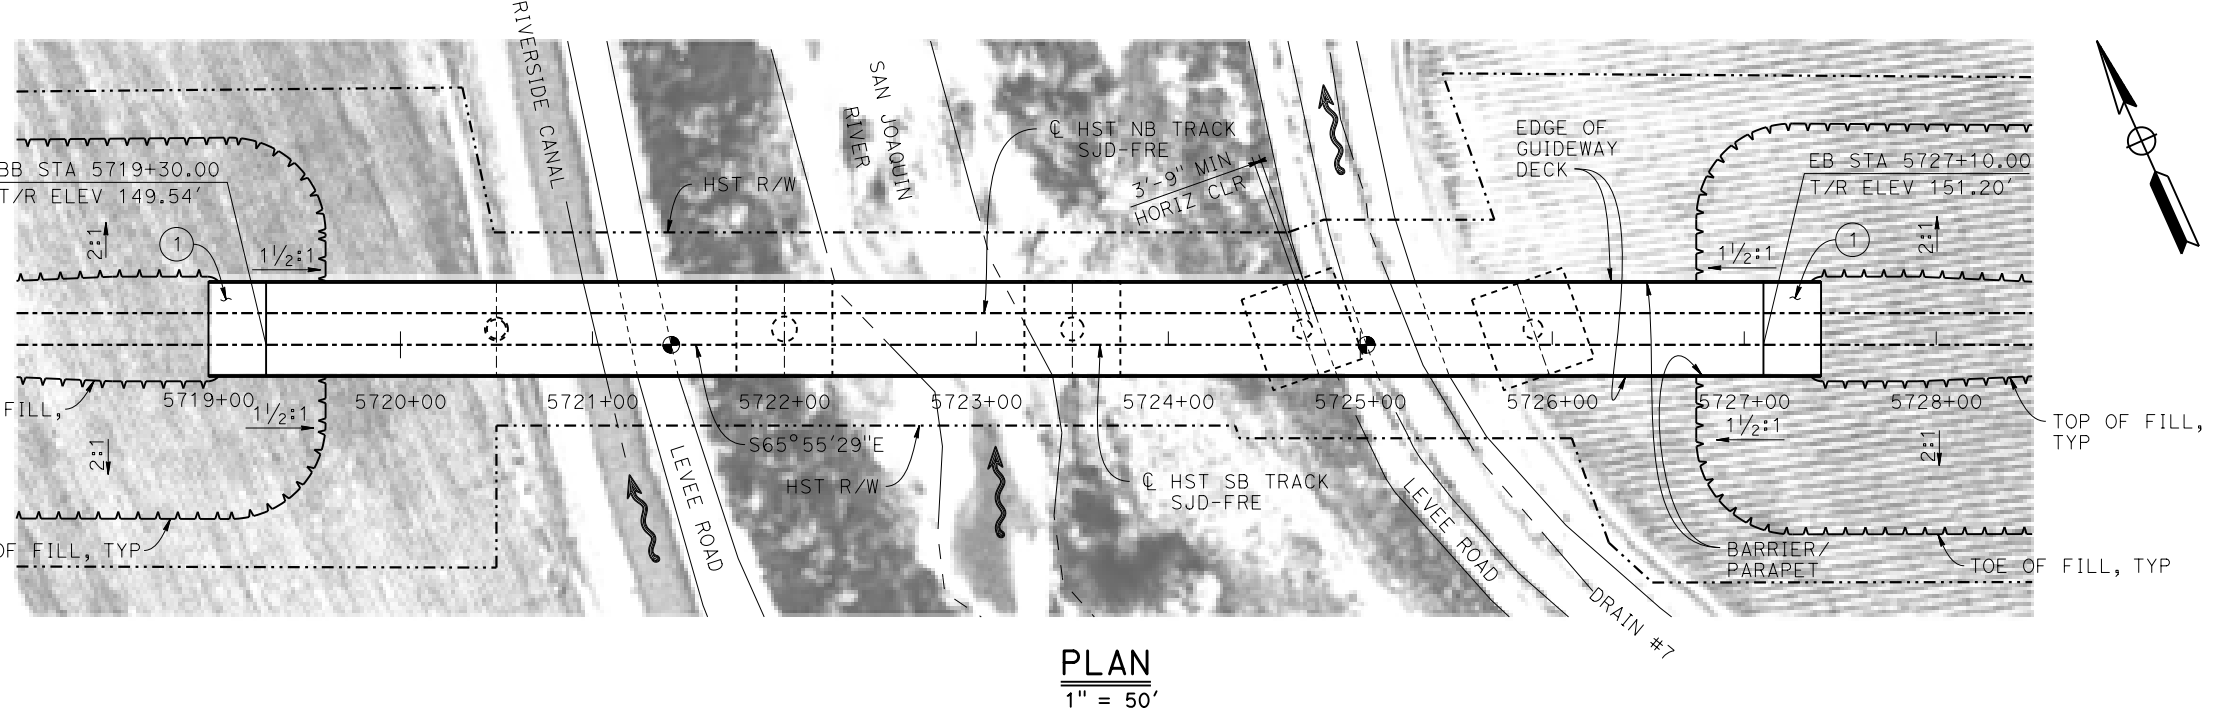 RIVERSIDE CANAL
SAN JOAQUIN
RIVER
℄ HST NB TRACK
SJD-FRE
3'-9" MIN
HORIZ CLR
EDGE OF
GUIDEWAY
DECK
BB STA 5719+30.00
T/R ELEV 149.54'
EB STA 5727+10.00
T/R ELEV 151.20'
HST R/W
2:1
1
1½:1
1½:1
1
2:1
5719+00
5720+00
5721+00
5722+00
5723+00
5724+00
5725+00
5726+00
5727+00
5728+00
FILL,
1½:1
2:1
1½:1
2:1
TOP OF FILL,
TYP
S65°55'29"E
HST R/W
℄ HST SB TRACK
SJD-FRE
LEVEE ROAD
LEVEE ROAD
OF FILL, TYP
BARRIER/
PARAPET
TOE OF FILL, TYP
DRAIN #7
PLAN
1" = 50'